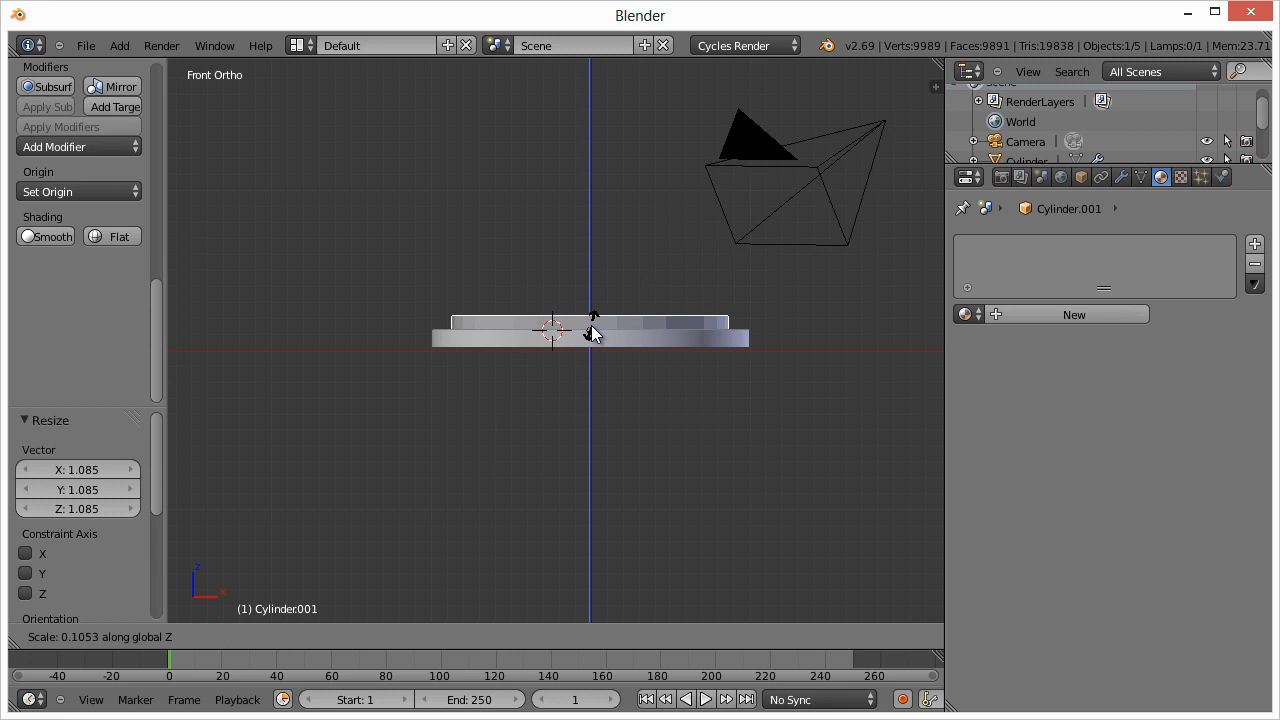 Blender
File Add Render Window Help Default Scene Cycles Render v2.69 | Verts:9989 | Faces:9891 | Tris:19838 | Objects:1/5 | Lamps:0/1 | Mem:23.71
Modifiers
Subsurf Mirror
Apply Sub Add Targe
Apply Modifiers
Add Modifier
Origin
Set Origin
Shading
Smooth Flat
Resize
Vector
X: 1.085
Y: 1.085
Z: 1.085
Constraint Axis
X
Y
Z
Orientation
Front Ortho
z
x
(1) Cylinder.001
Scale: 0.1053 along global Z
View Search All Scenes
Scene
RenderLayers
World
Camera
Cylinder
Cylinder.001
New
-40 -20 0 20 40 60 80 100 120 140 160 180 200 220 240 260
View Marker Frame Playback Start: 1 End: 250 1 No Sync